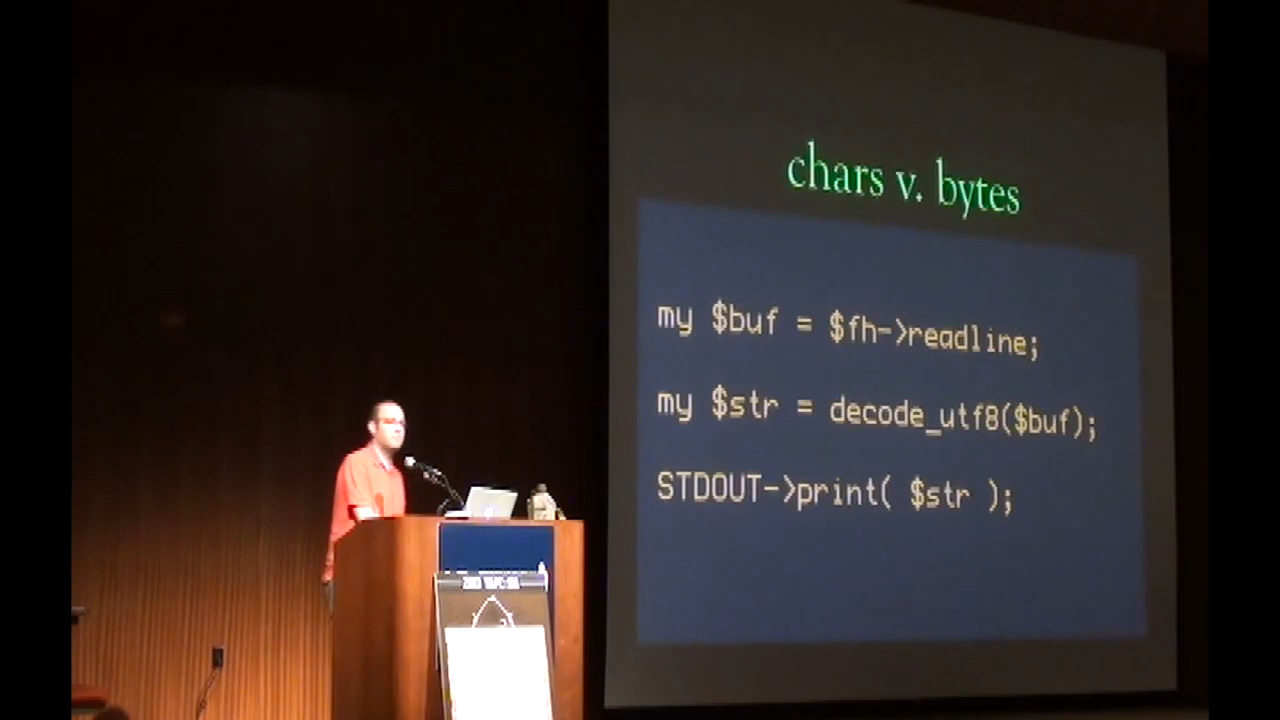 chars v. bytes
my $buf = $fh->readline;
my $str = decode_utf8($buf);
STDOUT->print( $str );